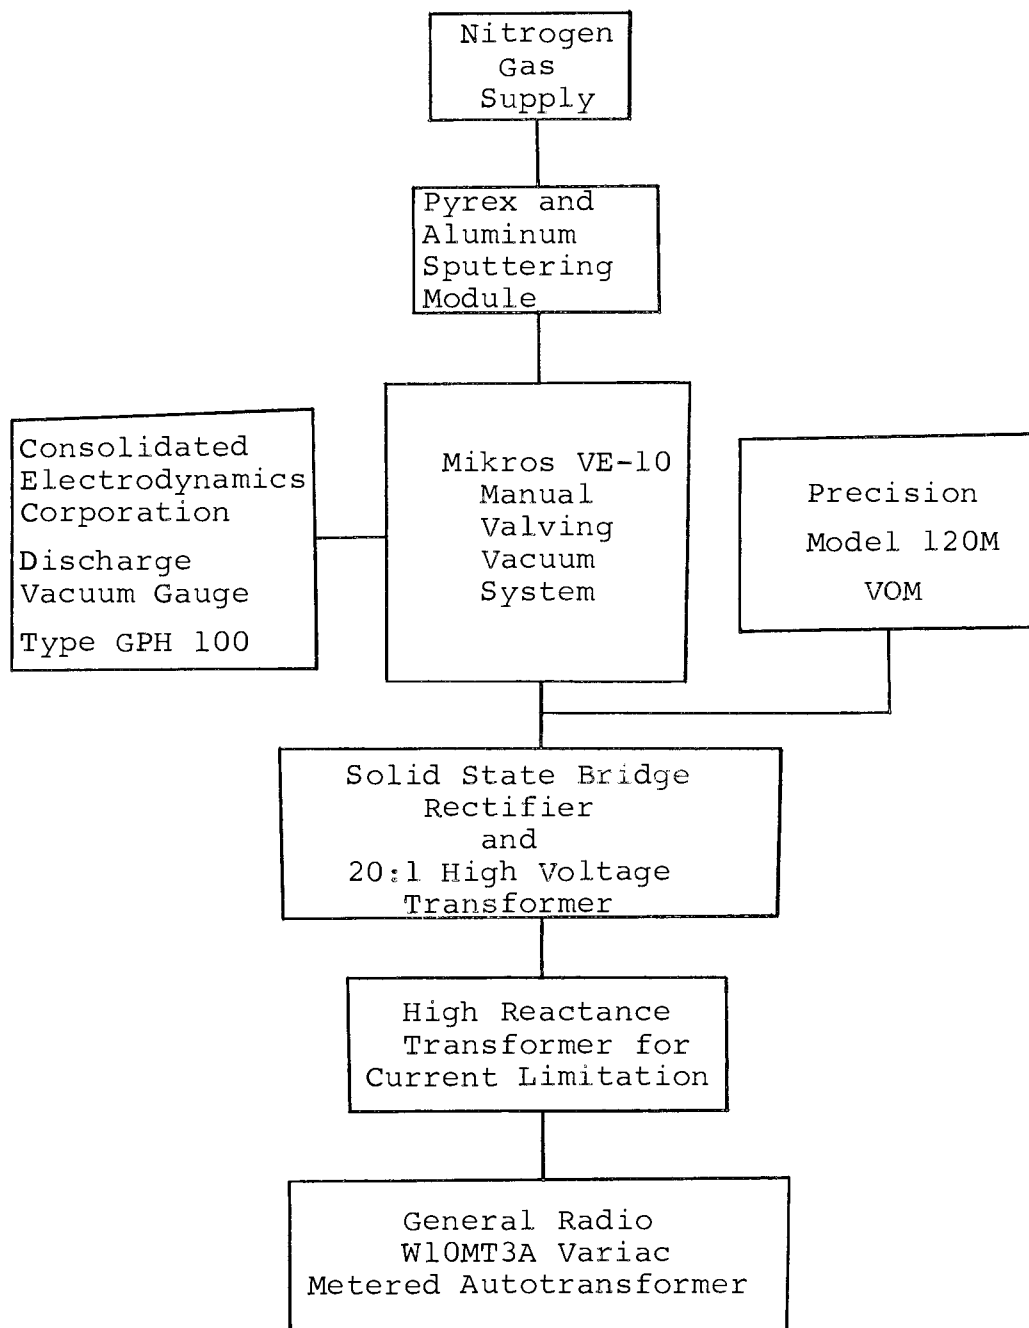 Nitrogen
Gas
Supply
Pyrex and
Aluminum
Sputtering
Module
Consolidated
Electrodynamics
Corporation
Discharge
Vacuum Gauge
Type GPH 100
Mikros VE-10
Manual
Valving
Vacuum
System
Precision
Model 120M
VOM
Solid State Bridge
Rectifier
and
20:1 High Voltage
Transformer
High Reactance
Transformer for
Current Limitation
General Radio
W10MT3A Variac
Metered Autotransformer